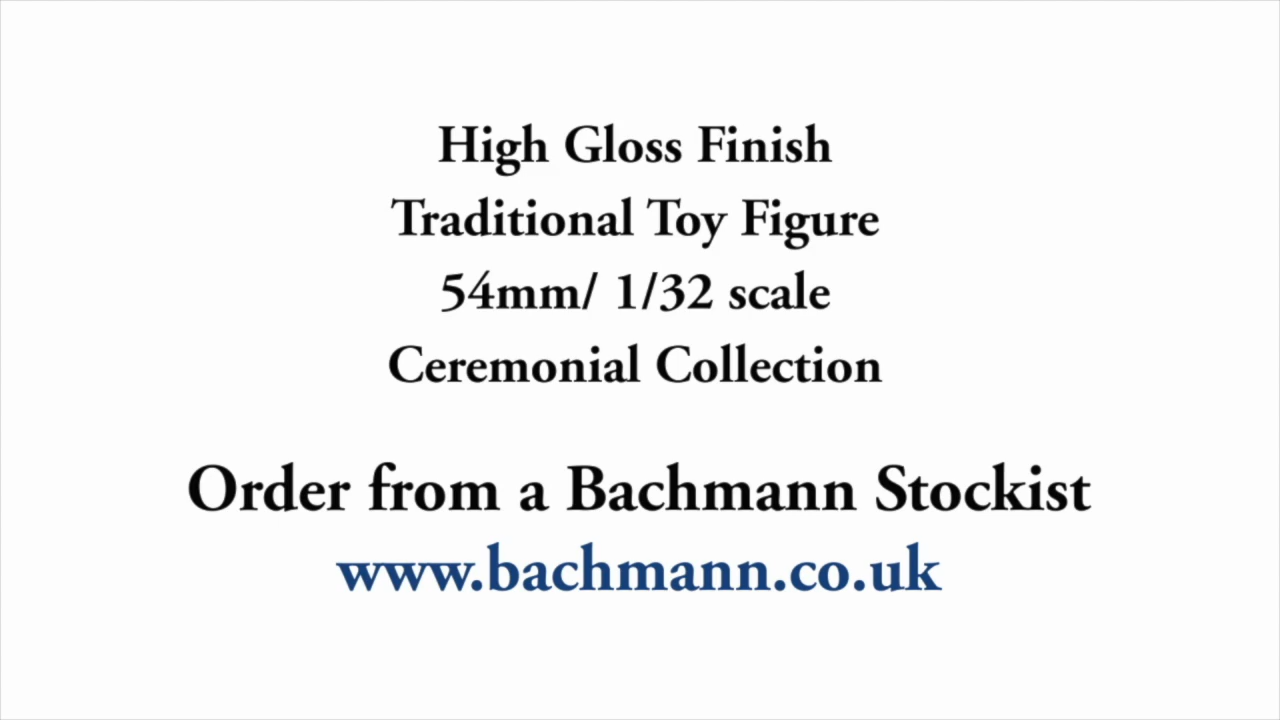 High Gloss Finish
Traditional Toy Figure
54mm/ 1/32 scale
Ceremonial Collection
Order from a Bachmann Stockist
www.bachmann.co.uk